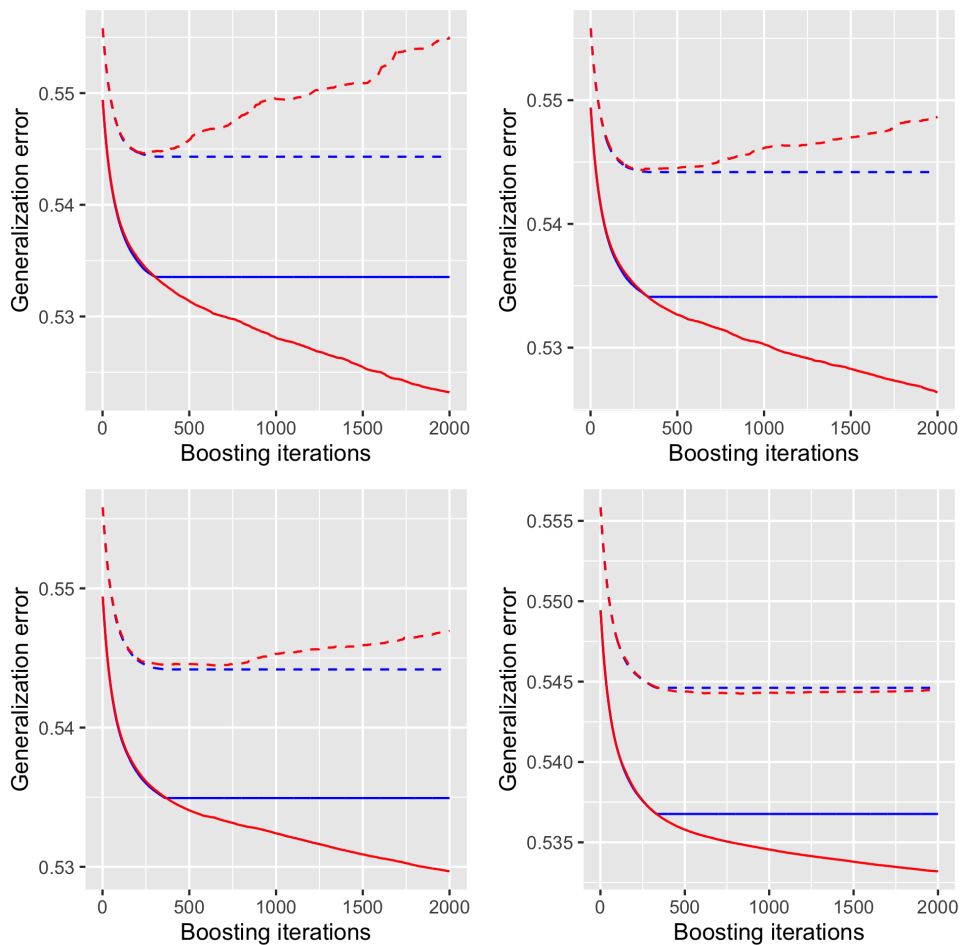 Generalization error
0.55
0.54
0.53
0 500 1000 1500 2000
Boosting iterations
Generalization error
0.55
0.54
0.53
0 500 1000 1500 2000
Boosting iterations
Generalization error
0.55
0.54
0.53
0 500 1000 1500 2000
Boosting iterations
Generalization error
0.555
0.550
0.545
0.540
0.535
0 500 1000 1500 2000
Boosting iterations